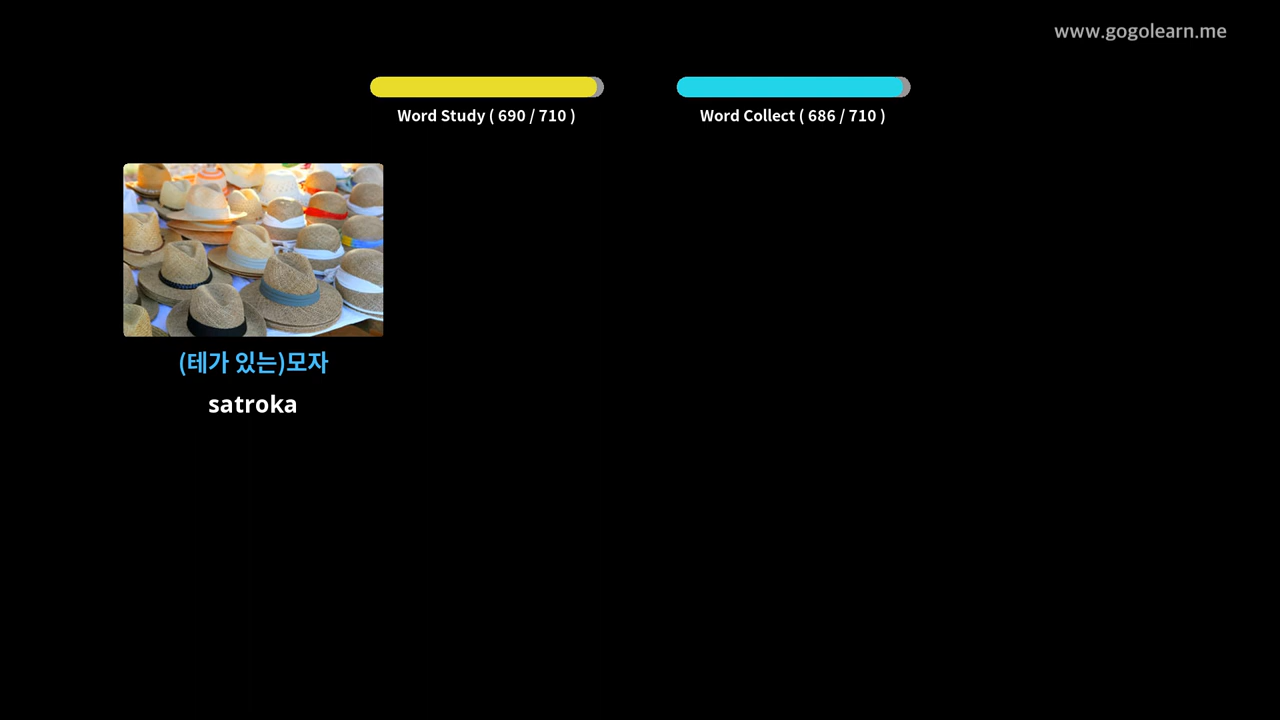 www.gogolearn.me
Word Study ( 690 / 710 )
Word Collect ( 686 / 710 )
(테가 있는)모자
satroka